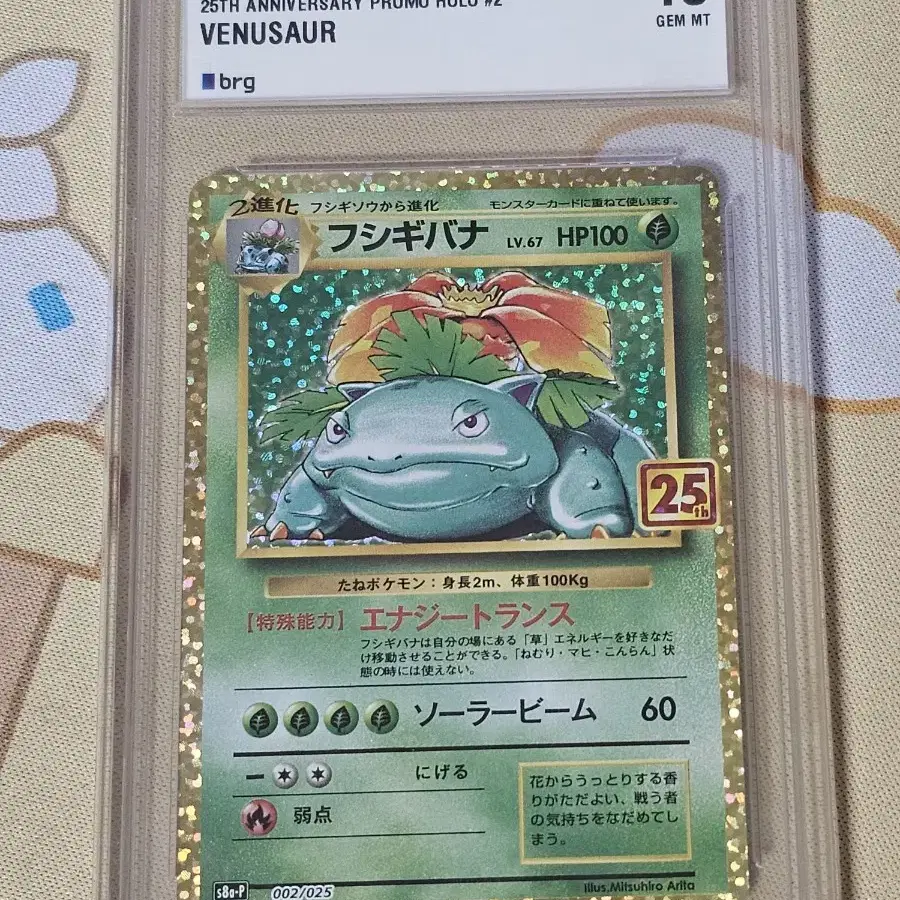 25TH ANNIVERSARY PROMO HOLO #2
VENUSAUR
GEM MT
brg
2進化 フシギソウから進化 モンスターカードに重ねて使います。
フシギバナ LV.67 HP100
25th
たねポケモン:身長2m、体重100Kg
【特殊能力】 エナジートランス
フシギバナは自分の場にある「草」エネルギーを好きなだ
け移動させることができる。「ねむり・マヒ・こんらん」状
態の時には使えない。
ソーラービーム 60
にげる
弱点
花からうっとりする香
りがただよい、戦う者
の気持ちをなだめてし
まう。
s8a-P 002/025 Illus.Mitsuhiro Arita